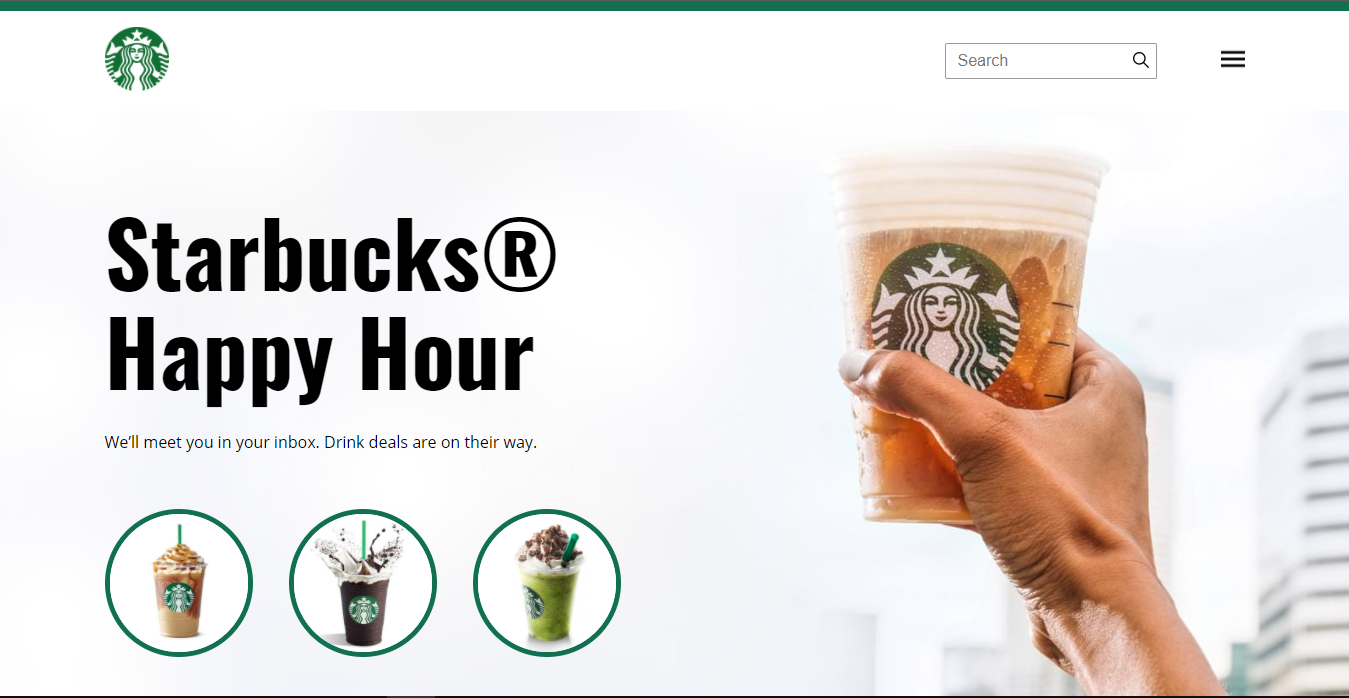 Search
Starbucks®
Happy Hour
We’ll meet you in your inbox. Drink deals are on their way.